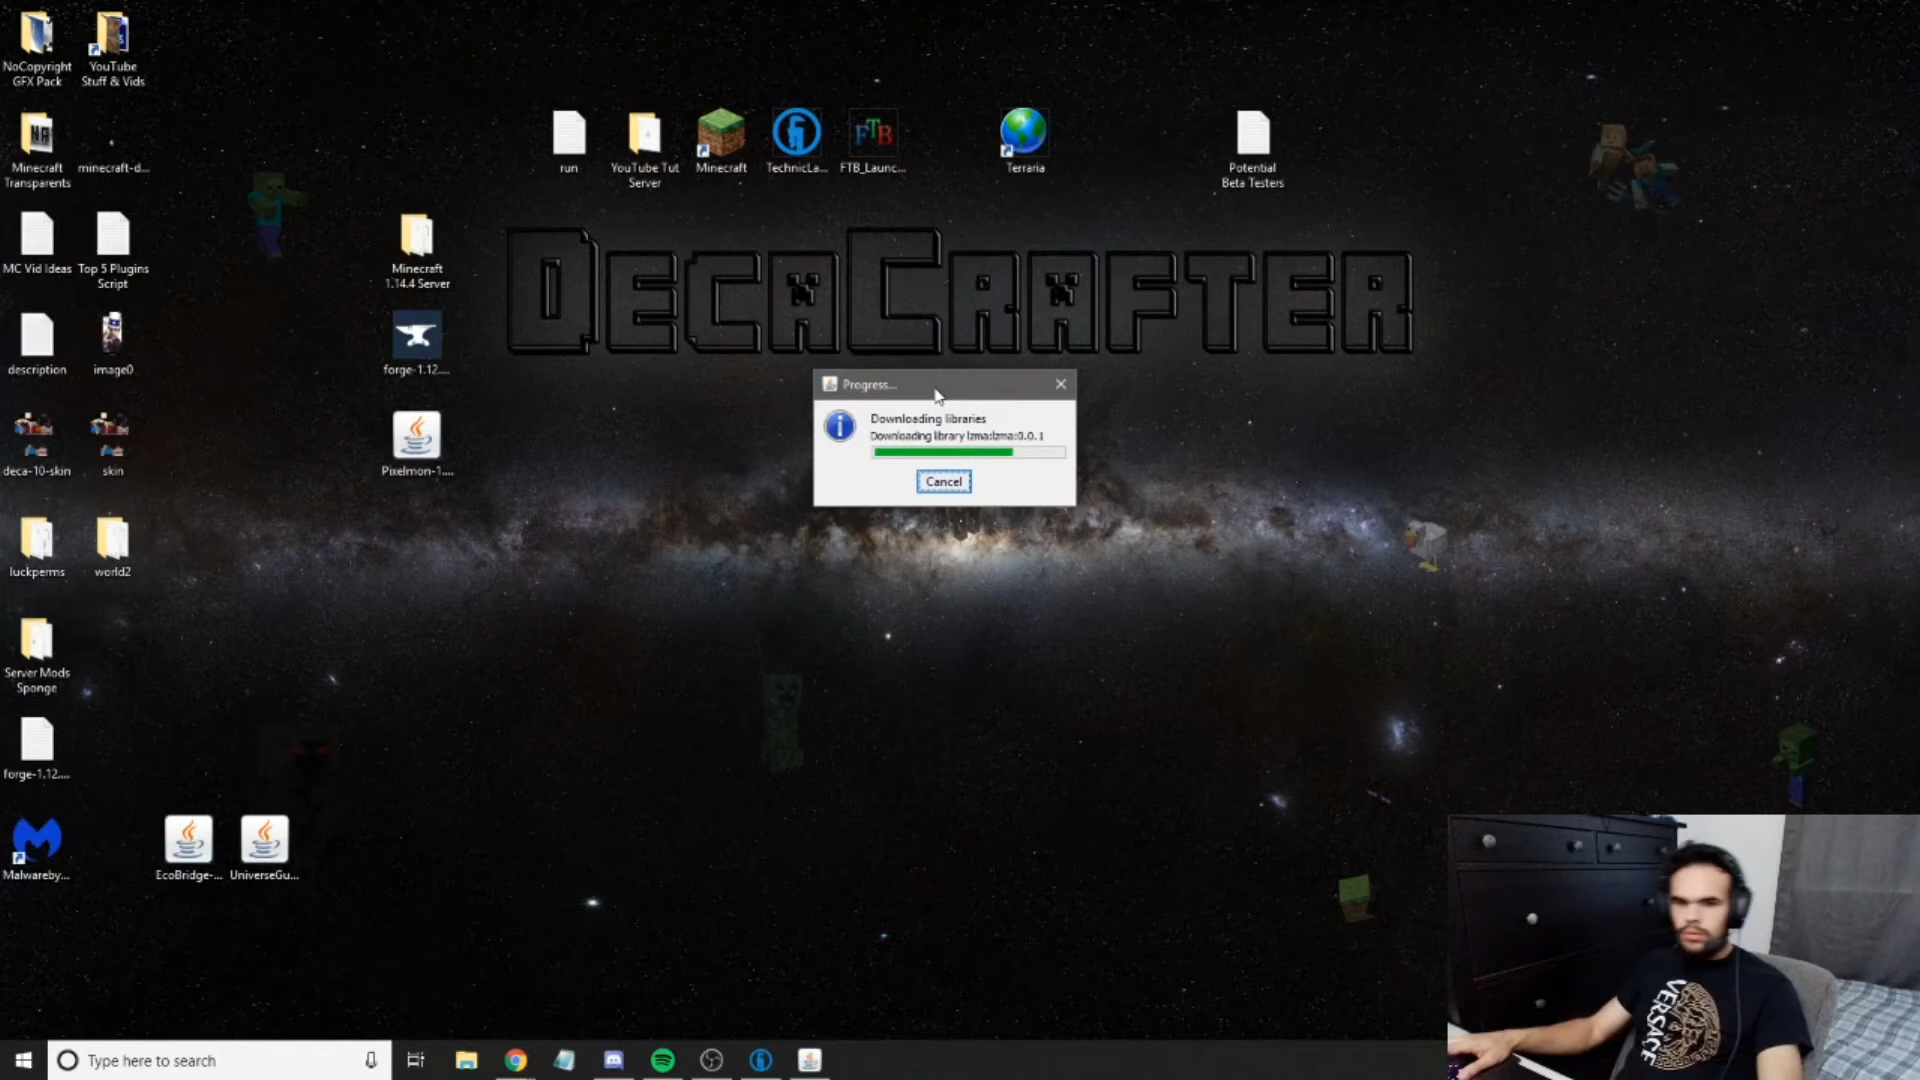 NoCopyright
GFX Pack
YouTube
Stuff & Vids
Minecraft
Transparents
minecraft-d...
run
YouTube Tut
Server
Minecraft
TechnicLa...
FTB
FTB_Launc...
Terraria
Potential
Beta Testers
MC Vid Ideas
Top 5 Plugins
Script
Minecraft
1.14.4 Server
DECACRAFTER
description
image0
forge-1.12....
Progress...
Downloading libraries
Downloading library lzma:lzma:0.0.1
Cancel
deca-10-skin
skin
Pixelmon-1....
luckperms
world2
Server Mods
Sponge
forge-1.12....
Malwareby...
EcoBridge-...
UniverseGu...
VERSACE
Type here to search